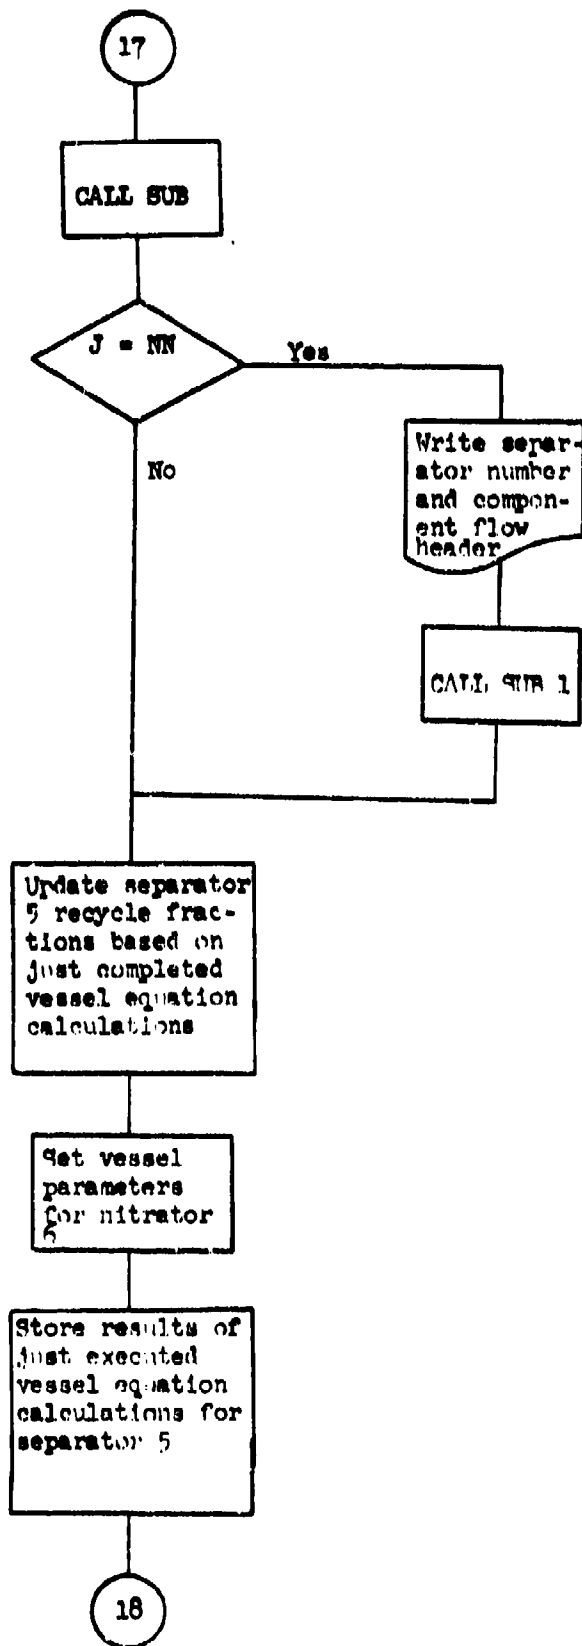 17
CALL SUB
J = NN
Yes
No
Write separ-
ator number
and compon-
ent flow
header
CALL SUB 1
Update separator
5 recycle frac-
tions based on
just completed
vessel equation
calculations
Set vessel
parameters
for nitrator
6
Store results of
just executed
vessel equation
calculations for
separator 5
18